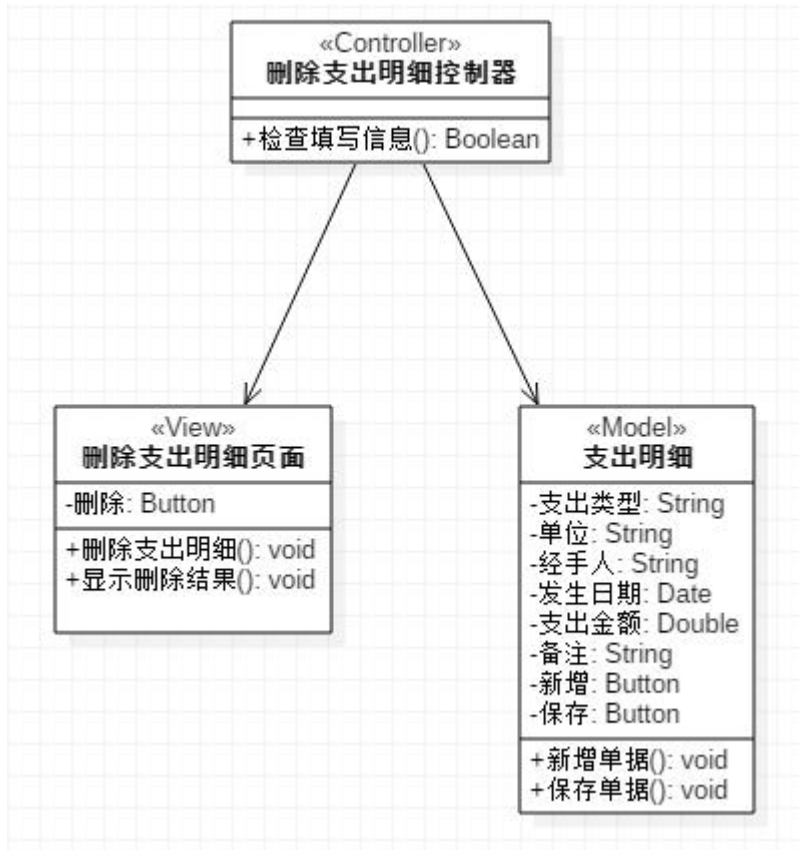 «Controller»
删除支出明细控制器
+检查填写信息(): Boolean
«View»
删除支出明细页面
-删除: Button
+删除支出明细(): void
+显示删除结果(): void
«Model»
支出明细
-支出类型: String
-单位: String
-经手人: String
-发生日期: Date
-支出金额: Double
-备注: String
-新增: Button
-保存: Button
+新增单据(): void
+保存单据(): void